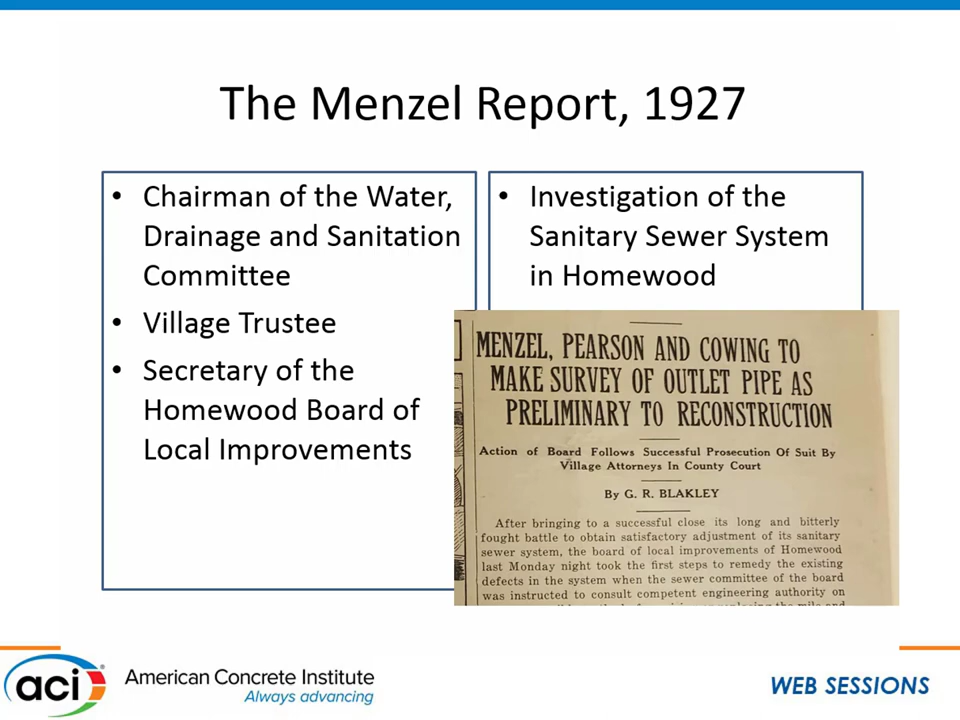 The Menzel Report, 1927
• Chairman of the Water,
Drainage and Sanitation
Committee
• Village Trustee
• Secretary of the
Homewood Board of
Local Improvements
• Investigation of the
Sanitary Sewer System
in Homewood
MENZEL, PEARSON AND COWING TO
MAKE SURVEY OF OUTLET PIPE AS
PRELIMINARY TO RECONSTRUCTION
Action of Board Follows Successful Prosecution Of Suit By
Village Attorneys In County Court
By G. R. BLAKLEY
After bringing to a successful close its long and bitterly
fought battle to obtain satisfactory adjustment of its sanitary
sewer system, the board of local improvements of Homewood
last Monday night took the first steps to remedy the existing
defects in the system when the sewer committee of the board
was instructed to consult competent engineering authority on
aci
American Concrete Institute
Always advancing
WEB SESSIONS